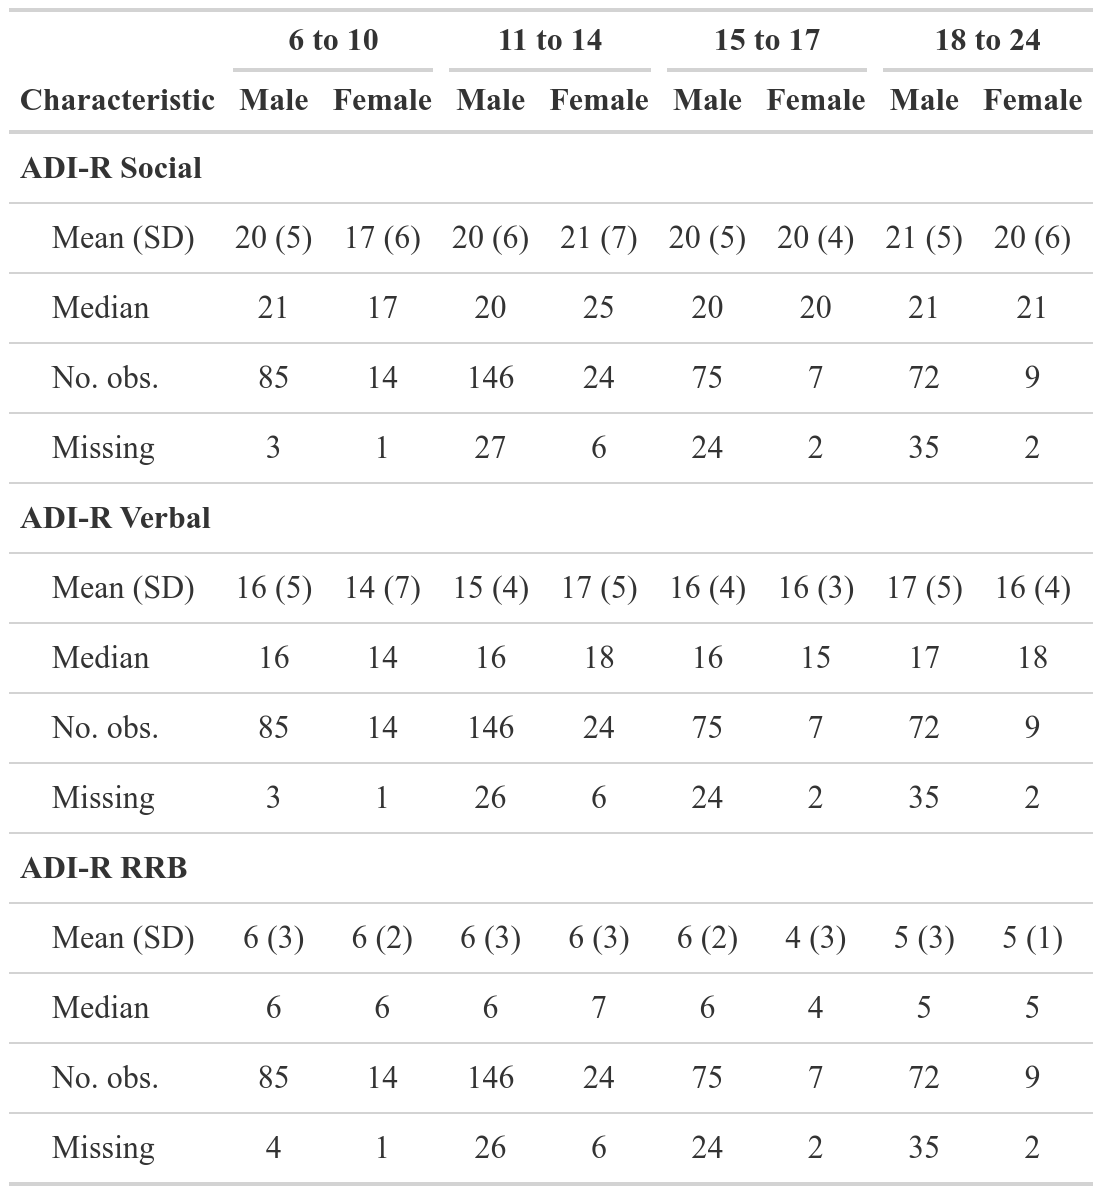 6 to 10 11 to 14 15 to 17 18 to 24
Characteristic Male Female Male Female Male Female Male Female
ADI-R Social
Mean (SD) 20 (5) 17 (6) 20 (6) 21 (7) 20 (5) 20 (4) 21 (5) 20 (6)
Median 21 17 20 25 20 20 21 21
No. obs. 85 14 146 24 75 7 72 9
Missing 3 1 27 6 24 2 35 2
ADI-R Verbal
Mean (SD) 16 (5) 14 (7) 15 (4) 17 (5) 16 (4) 16 (3) 17 (5) 16 (4)
Median 16 14 16 18 16 15 17 18
No. obs. 85 14 146 24 75 7 72 9
Missing 3 1 26 6 24 2 35 2
ADI-R RRB
Mean (SD) 6 (3) 6 (2) 6 (3) 6 (3) 6 (2) 4 (3) 5 (3) 5 (1)
Median 6 6 6 7 6 4 5 5
No. obs. 85 14 146 24 75 7 72 9
Missing 4 1 26 6 24 2 35 2